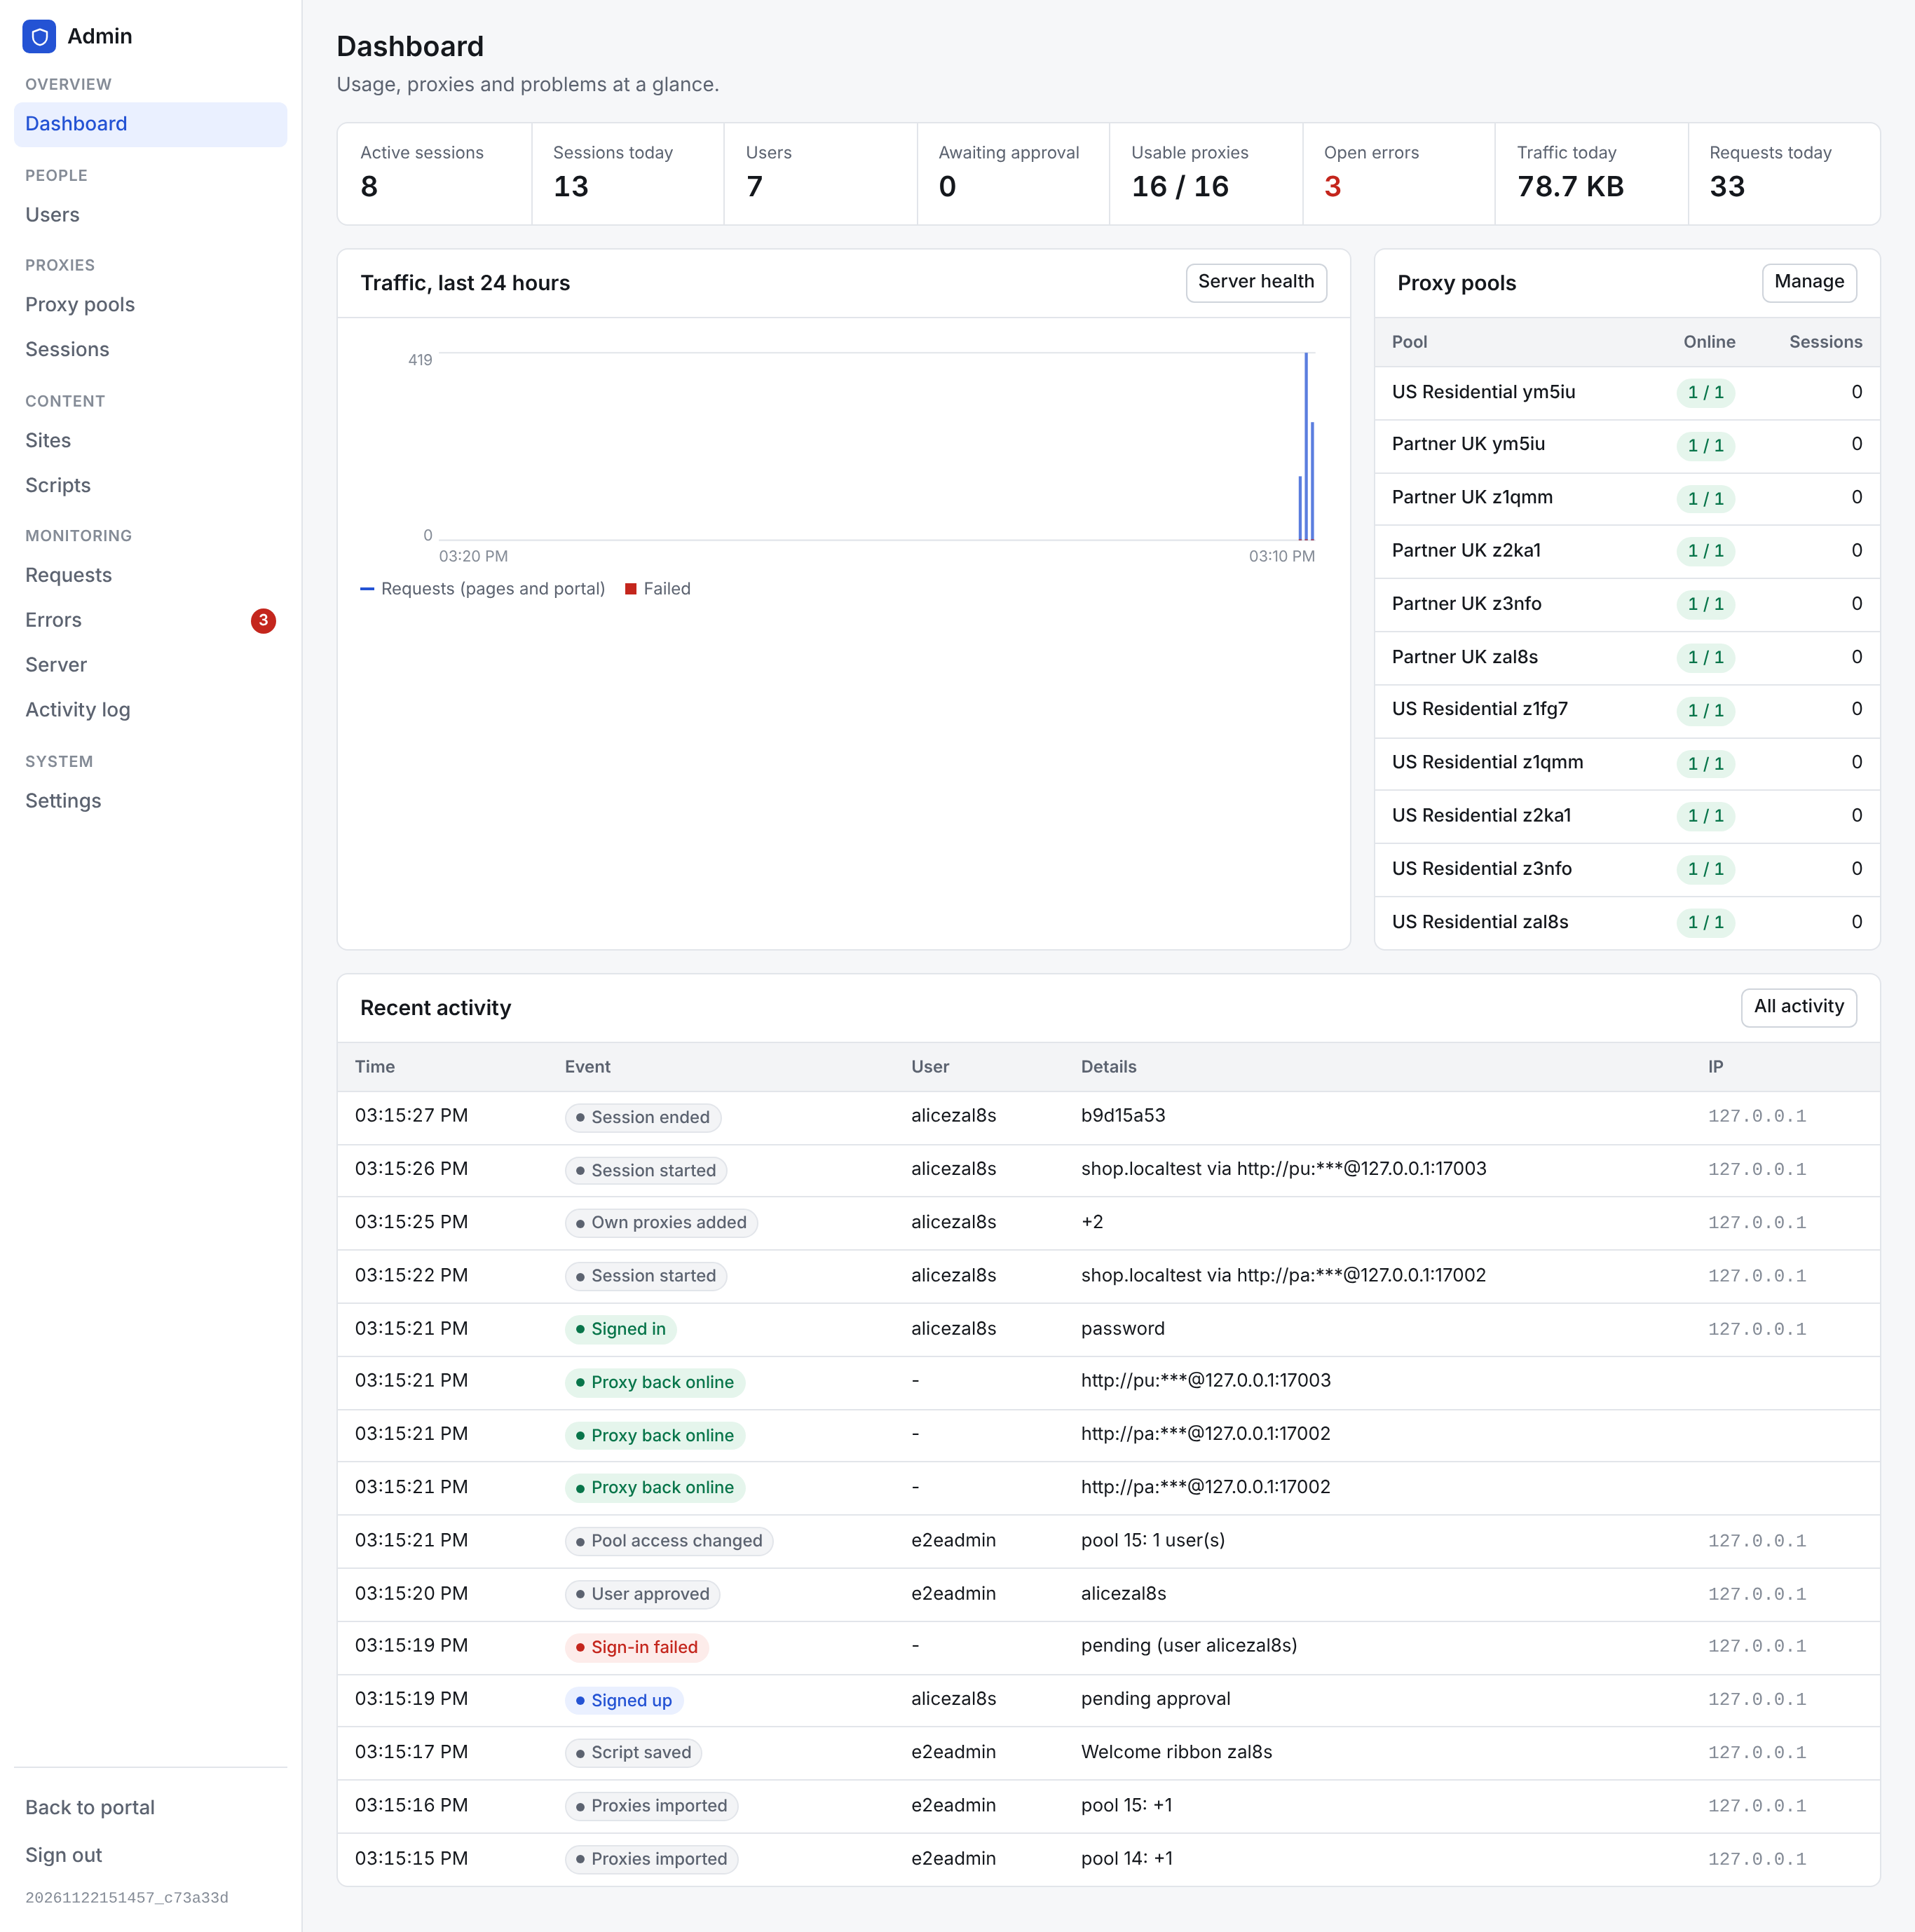 Admin
OVERVIEW
Dashboard
PEOPLE
Users
PROXIES
Proxy pools
Sessions
CONTENT
Sites
Scripts
MONITORING
Requests
Errors 3
Server
Activity log
SYSTEM
Settings
Back to portal
Sign out
20261122151457_c73a33d
Dashboard
Usage, proxies and problems at a glance.
Active sessions
8
Sessions today
13
Users
7
Awaiting approval
0
Usable proxies
16 / 16
Open errors
3
Traffic today
78.7 KB
Requests today
33
Traffic, last 24 hours
Server health
419
0
03:20 PM 03:10 PM
Requests (pages and portal) Failed
Proxy pools
Manage
Pool Online Sessions
US Residential ym5iu 1 / 1 0
Partner UK ym5iu 1 / 1 0
Partner UK z1qmm 1 / 1 0
Partner UK z2ka1 1 / 1 0
Partner UK z3nfo 1 / 1 0
Partner UK zal8s 1 / 1 0
US Residential z1fg7 1 / 1 0
US Residential z1qmm 1 / 1 0
US Residential z2ka1 1 / 1 0
US Residential z3nfo 1 / 1 0
US Residential zal8s 1 / 1 0
Recent activity
All activity
Time Event User Details IP
03:15:27 PM Session ended alicezal8s b9d15a53 127.0.0.1
03:15:26 PM Session started alicezal8s shop.localtest via http://pu:***@127.0.0.1:17003 127.0.0.1
03:15:25 PM Own proxies added alicezal8s +2 127.0.0.1
03:15:22 PM Session started alicezal8s shop.localtest via http://pa:***@127.0.0.1:17002 127.0.0.1
03:15:21 PM Signed in alicezal8s password 127.0.0.1
03:15:21 PM Proxy back online - http://pu:***@127.0.0.1:17003
03:15:21 PM Proxy back online - http://pa:***@127.0.0.1:17002
03:15:21 PM Proxy back online - http://pa:***@127.0.0.1:17002
03:15:21 PM Pool access changed e2eadmin pool 15: 1 user(s) 127.0.0.1
03:15:20 PM User approved e2eadmin alicezal8s 127.0.0.1
03:15:19 PM Sign-in failed - pending (user alicezal8s) 127.0.0.1
03:15:19 PM Signed up alicezal8s pending approval 127.0.0.1
03:15:17 PM Script saved e2eadmin Welcome ribbon zal8s 127.0.0.1
03:15:16 PM Proxies imported e2eadmin pool 15: +1 127.0.0.1
03:15:15 PM Proxies imported e2eadmin pool 14: +1 127.0.0.1